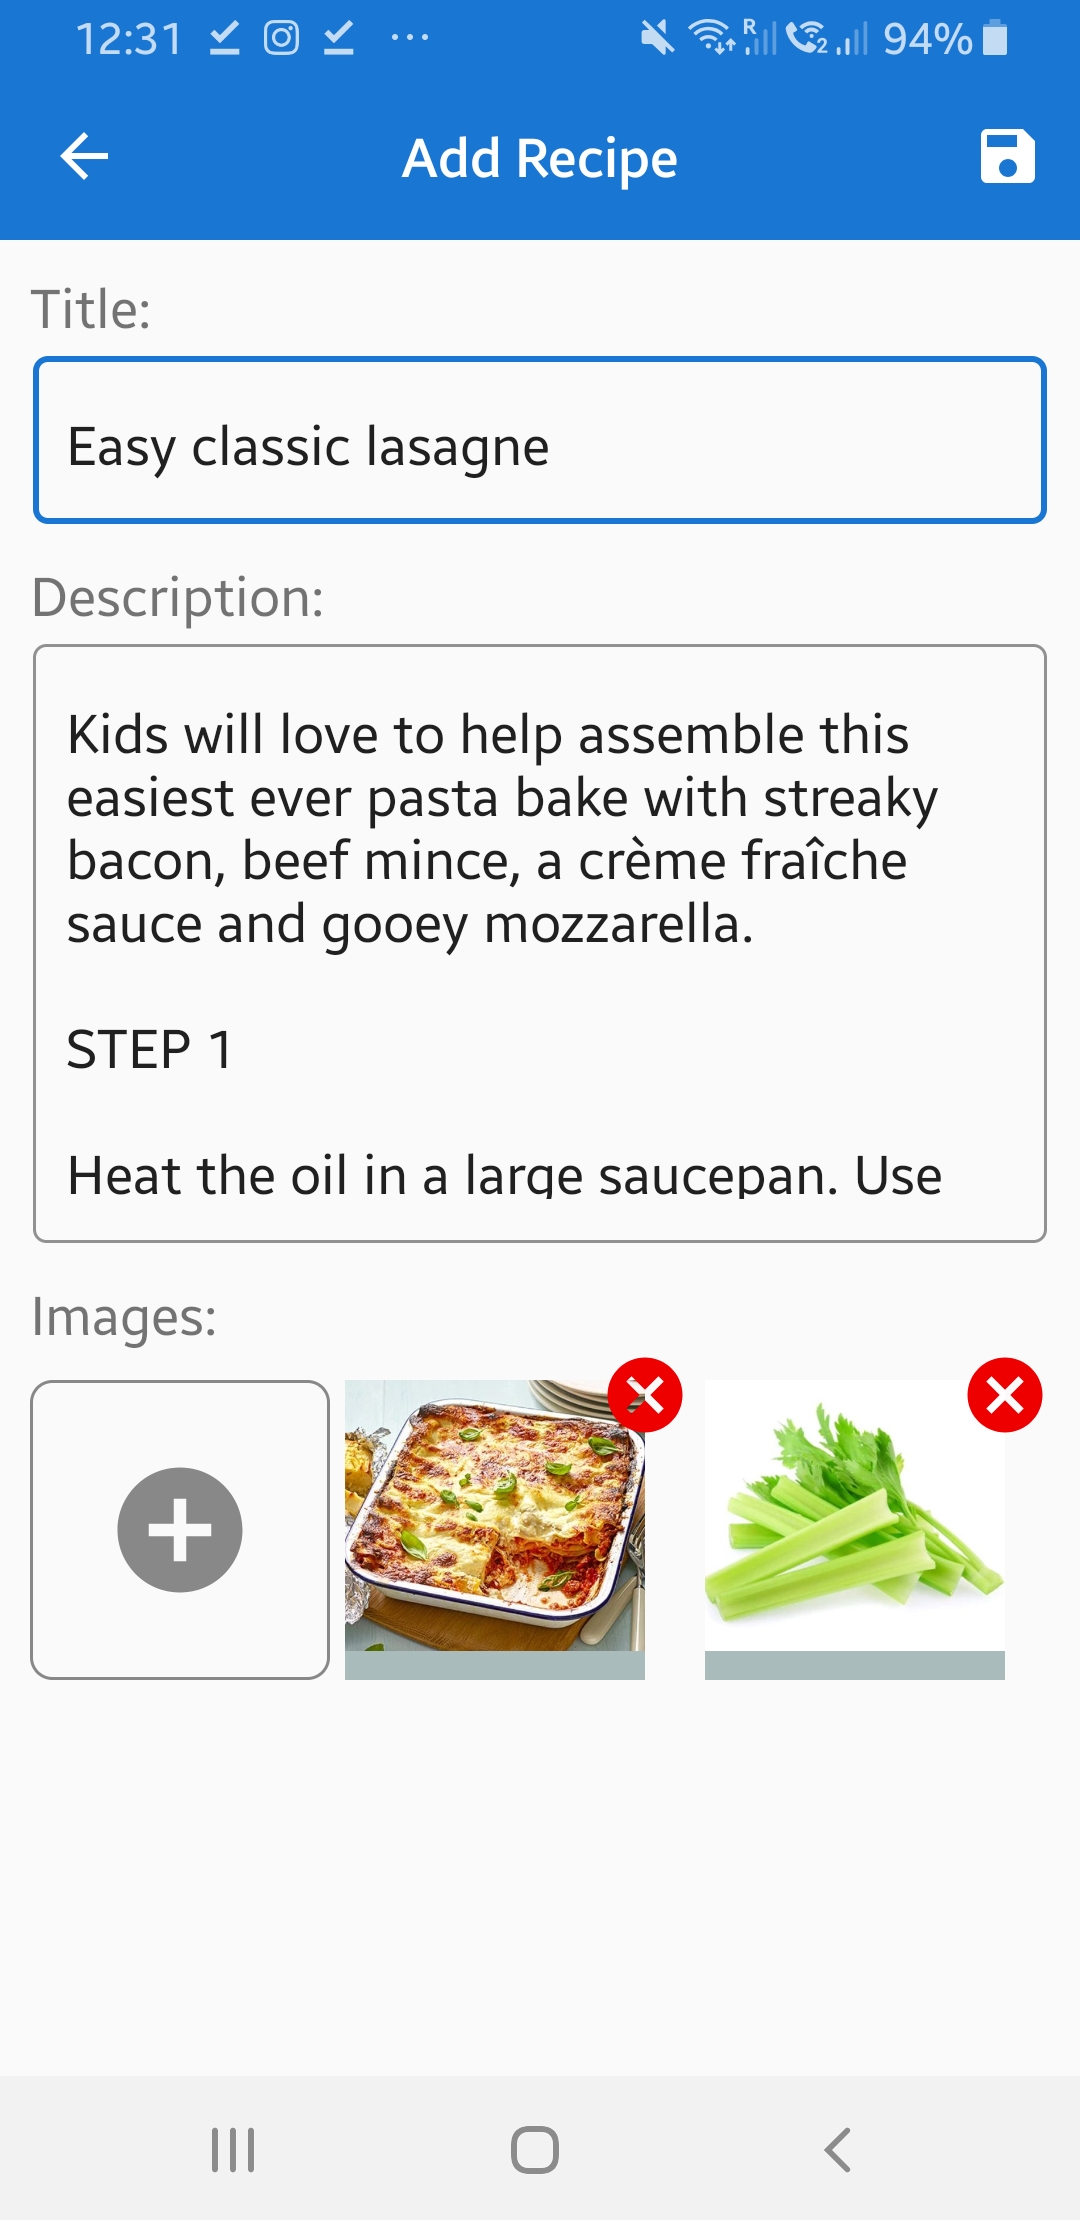 12:31 R 2 94%
Add Recipe
Title:
Easy classic lasagne
Description:
Kids will love to help assemble this
easiest ever pasta bake with streaky
bacon, beef mince, a crème fraîche
sauce and gooey mozzarella.
STEP 1
Heat the oil in a large saucepan. Use
Images: